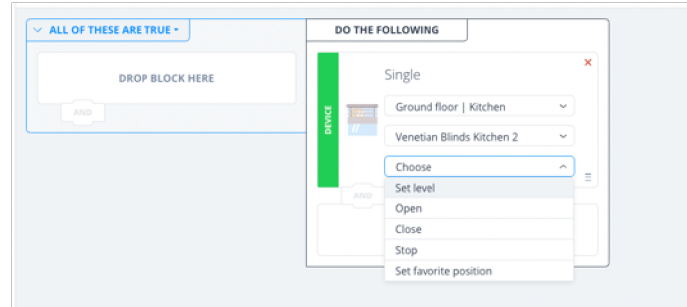 ALL OF THESE ARE TRUE
DROP BLOCK HERE
AND
DO THE FOLLOWING
DEVICE
Single
Ground floor | Kitchen
Venetian Blinds Kitchen 2
Choose
Set level
Open
Close
Stop
Set favorite position
AND